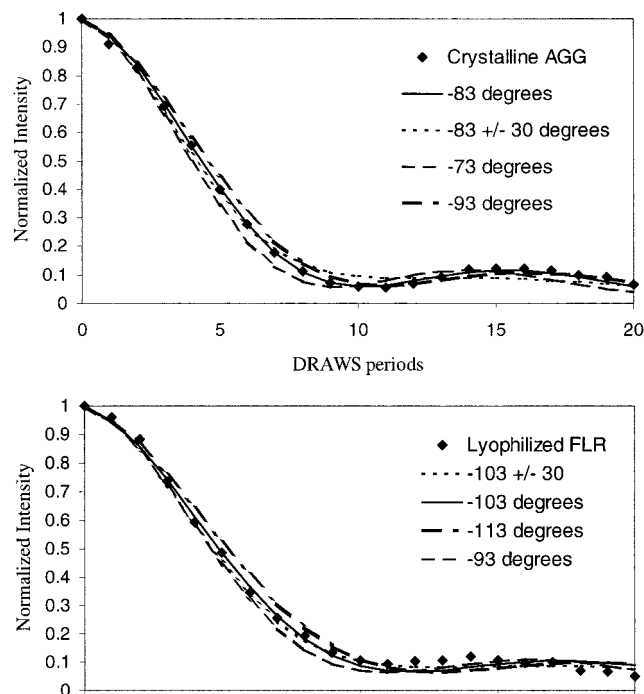 1
0.9
0.8
0.7
0.6
0.5
0.4
0.3
0.2
0.1
0
Normalized Intensity
Crystalline AGG
-83 degrees
-83 +/- 30 degrees
-73 degrees
-93 degrees
0 5 10 15 20
DRAWS periods
1
0.9
0.8
0.7
0.6
0.5
0.4
0.3
0.2
0.1
0
Normalized Intensity
Lyophilized FLR
-103 +/- 30
-103 degrees
-113 degrees
-93 degrees